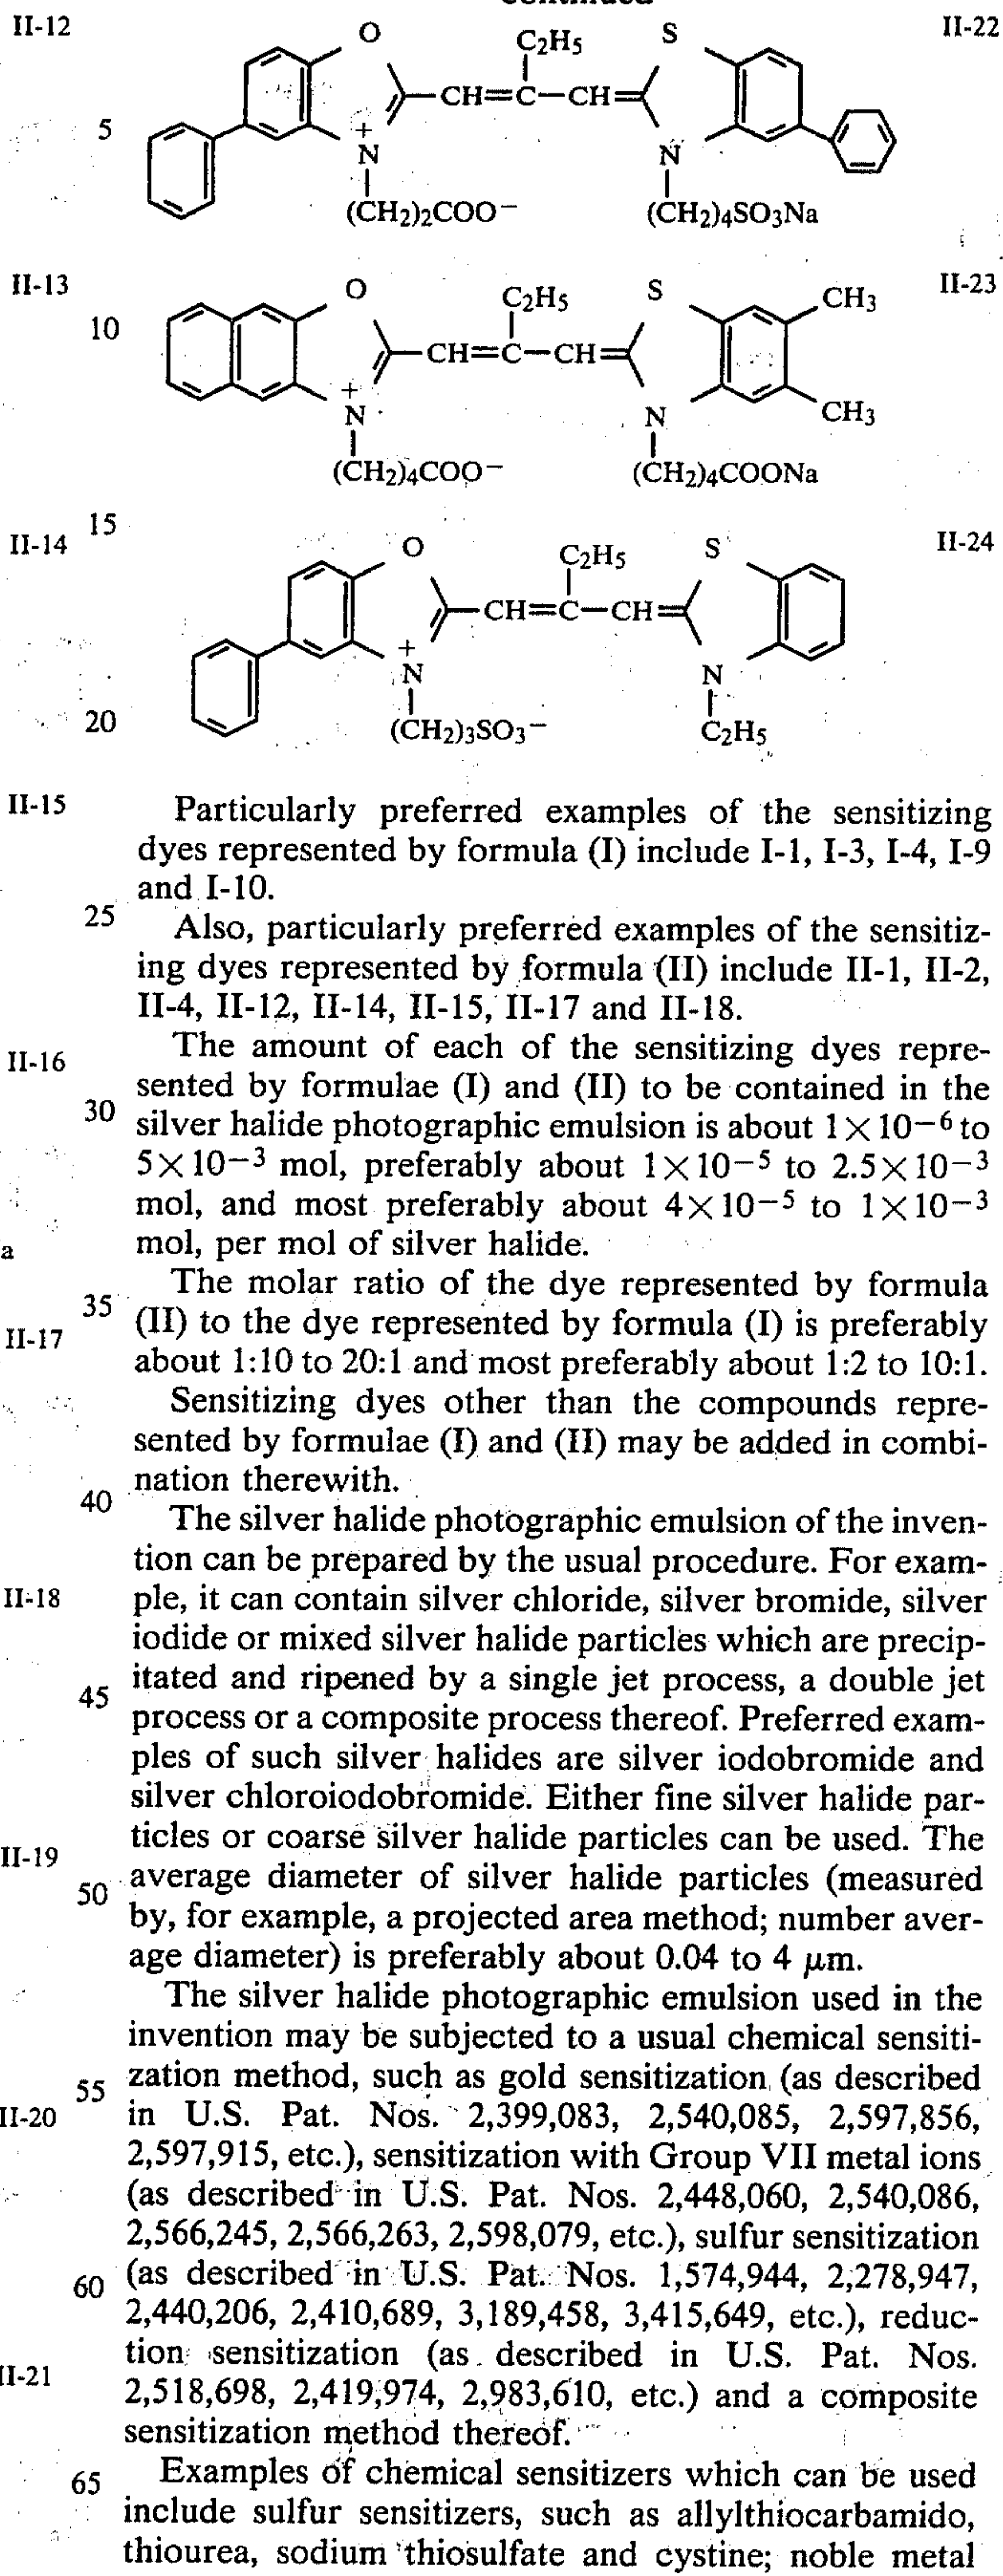 II-12
II-22
O
C2H5
S
CH=C—CH=
5
+
N
N
(CH2)2COO−
(CH2)4SO3Na
II-13
II-23
O
C2H5
S
CH3
10
CH=C—CH=
+
N
N
CH3
(CH2)4COO−
(CH2)4COONa
15
II-14
II-24
O
C2H5
S
CH=C—CH=
+
N
N
20
(CH2)3SO3−
C2H5
II-15
Particularly preferred examples of the sensitizing
dyes represented by formula (I) include I-1, I-3, I-4, I-9
and I-10.
25
Also, particularly preferred examples of the sensitiz-
ing dyes represented by formula (II) include II-1, II-2,
II-4, II-12, II-14, II-15, II-17 and II-18.
II-16
The amount of each of the sensitizing dyes repre-
sented by formulae (I) and (II) to be contained in the
30
silver halide photographic emulsion is about 1×10−6 to
5×10−3 mol, preferably about 1×10−5 to 2.5×10−3
mol, and most preferably about 4×10−5 to 1×10−3
a
mol, per mol of silver halide.
The molar ratio of the dye represented by formula
35
II-17
(II) to the dye represented by formula (I) is preferably
about 1:10 to 20:1 and most preferably about 1:2 to 10:1.
Sensitizing dyes other than the compounds repre-
sented by formulae (I) and (II) may be added in combi-
nation therewith.
40
The silver halide photographic emulsion of the inven-
tion can be prepared by the usual procedure. For exam-
II-18
ple, it can contain silver chloride, silver bromide, silver
iodide or mixed silver halide particles which are precip-
itated and ripened by a single jet process, a double jet
45
process or a composite process thereof. Preferred exam-
ples of such silver halides are silver iodobromide and
silver chloroiodobromide. Either fine silver halide par-
ticles or coarse silver halide particles can be used. The
II-19
average diameter of silver halide particles (measured
50
by, for example, a projected area method; number aver-
age diameter) is preferably about 0.04 to 4 μm.
The silver halide photographic emulsion used in the
invention may be subjected to a usual chemical sensiti-
55
zation method, such as gold sensitization (as described
II-20
in U.S. Pat. Nos. 2,399,083, 2,540,085, 2,597,856,
2,597,915, etc.), sensitization with Group VII metal ions
(as described in U.S. Pat. Nos. 2,448,060, 2,540,086,
2,566,245, 2,566,263, 2,598,079, etc.), sulfur sensitization
60
(as described in U.S. Pat. Nos. 1,574,944, 2,278,947,
2,440,206, 2,410,689, 3,189,458, 3,415,649, etc.), reduc-
tion sensitization (as described in U.S. Pat. Nos.
II-21
2,518,698, 2,419,974, 2,983,610, etc.) and a composite
sensitization method thereof.
65
Examples of chemical sensitizers which can be used
include sulfur sensitizers, such as allylthiocarbamido,
thiourea, sodium thiosulfate and cystine; noble metal